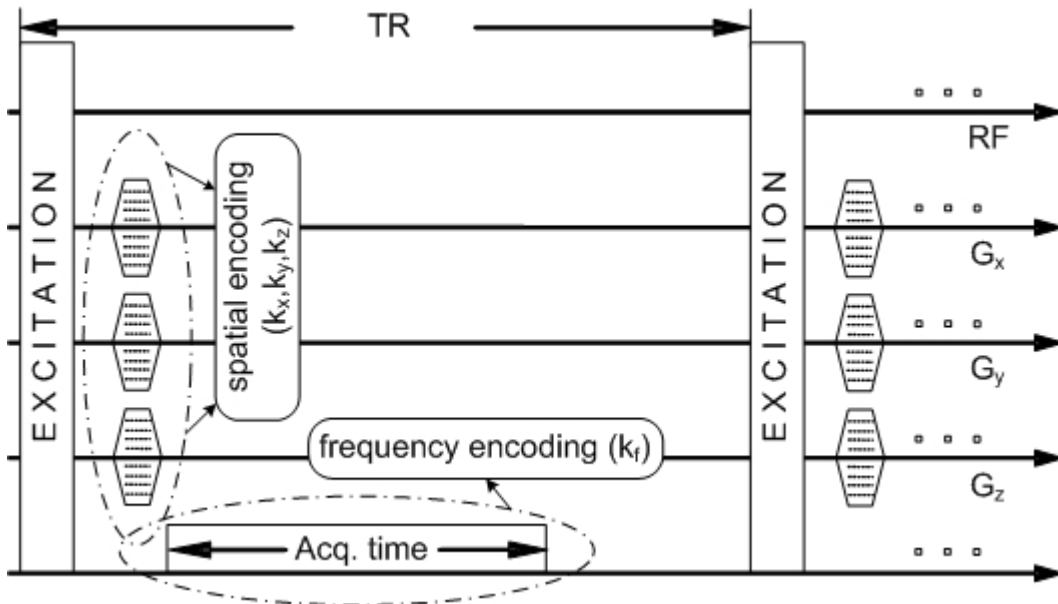 TR
EXCITATION
EXCITATION
RF
spatial encoding
(kx,ky,kz)
Gx
Gy
frequency encoding (kf)
Gz
Acq. time